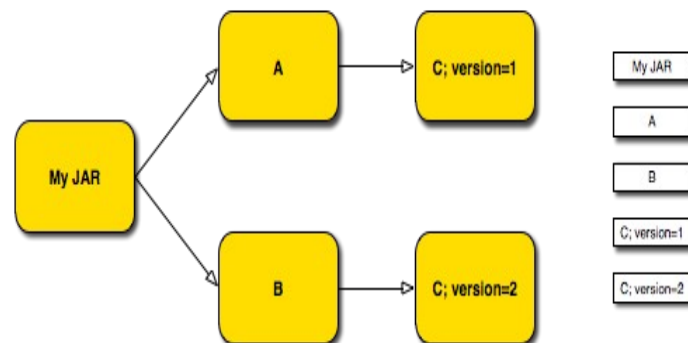 A
C; version=1
My JAR
B
C; version=2
My JAR
A
B
C; version=1
C; version=2